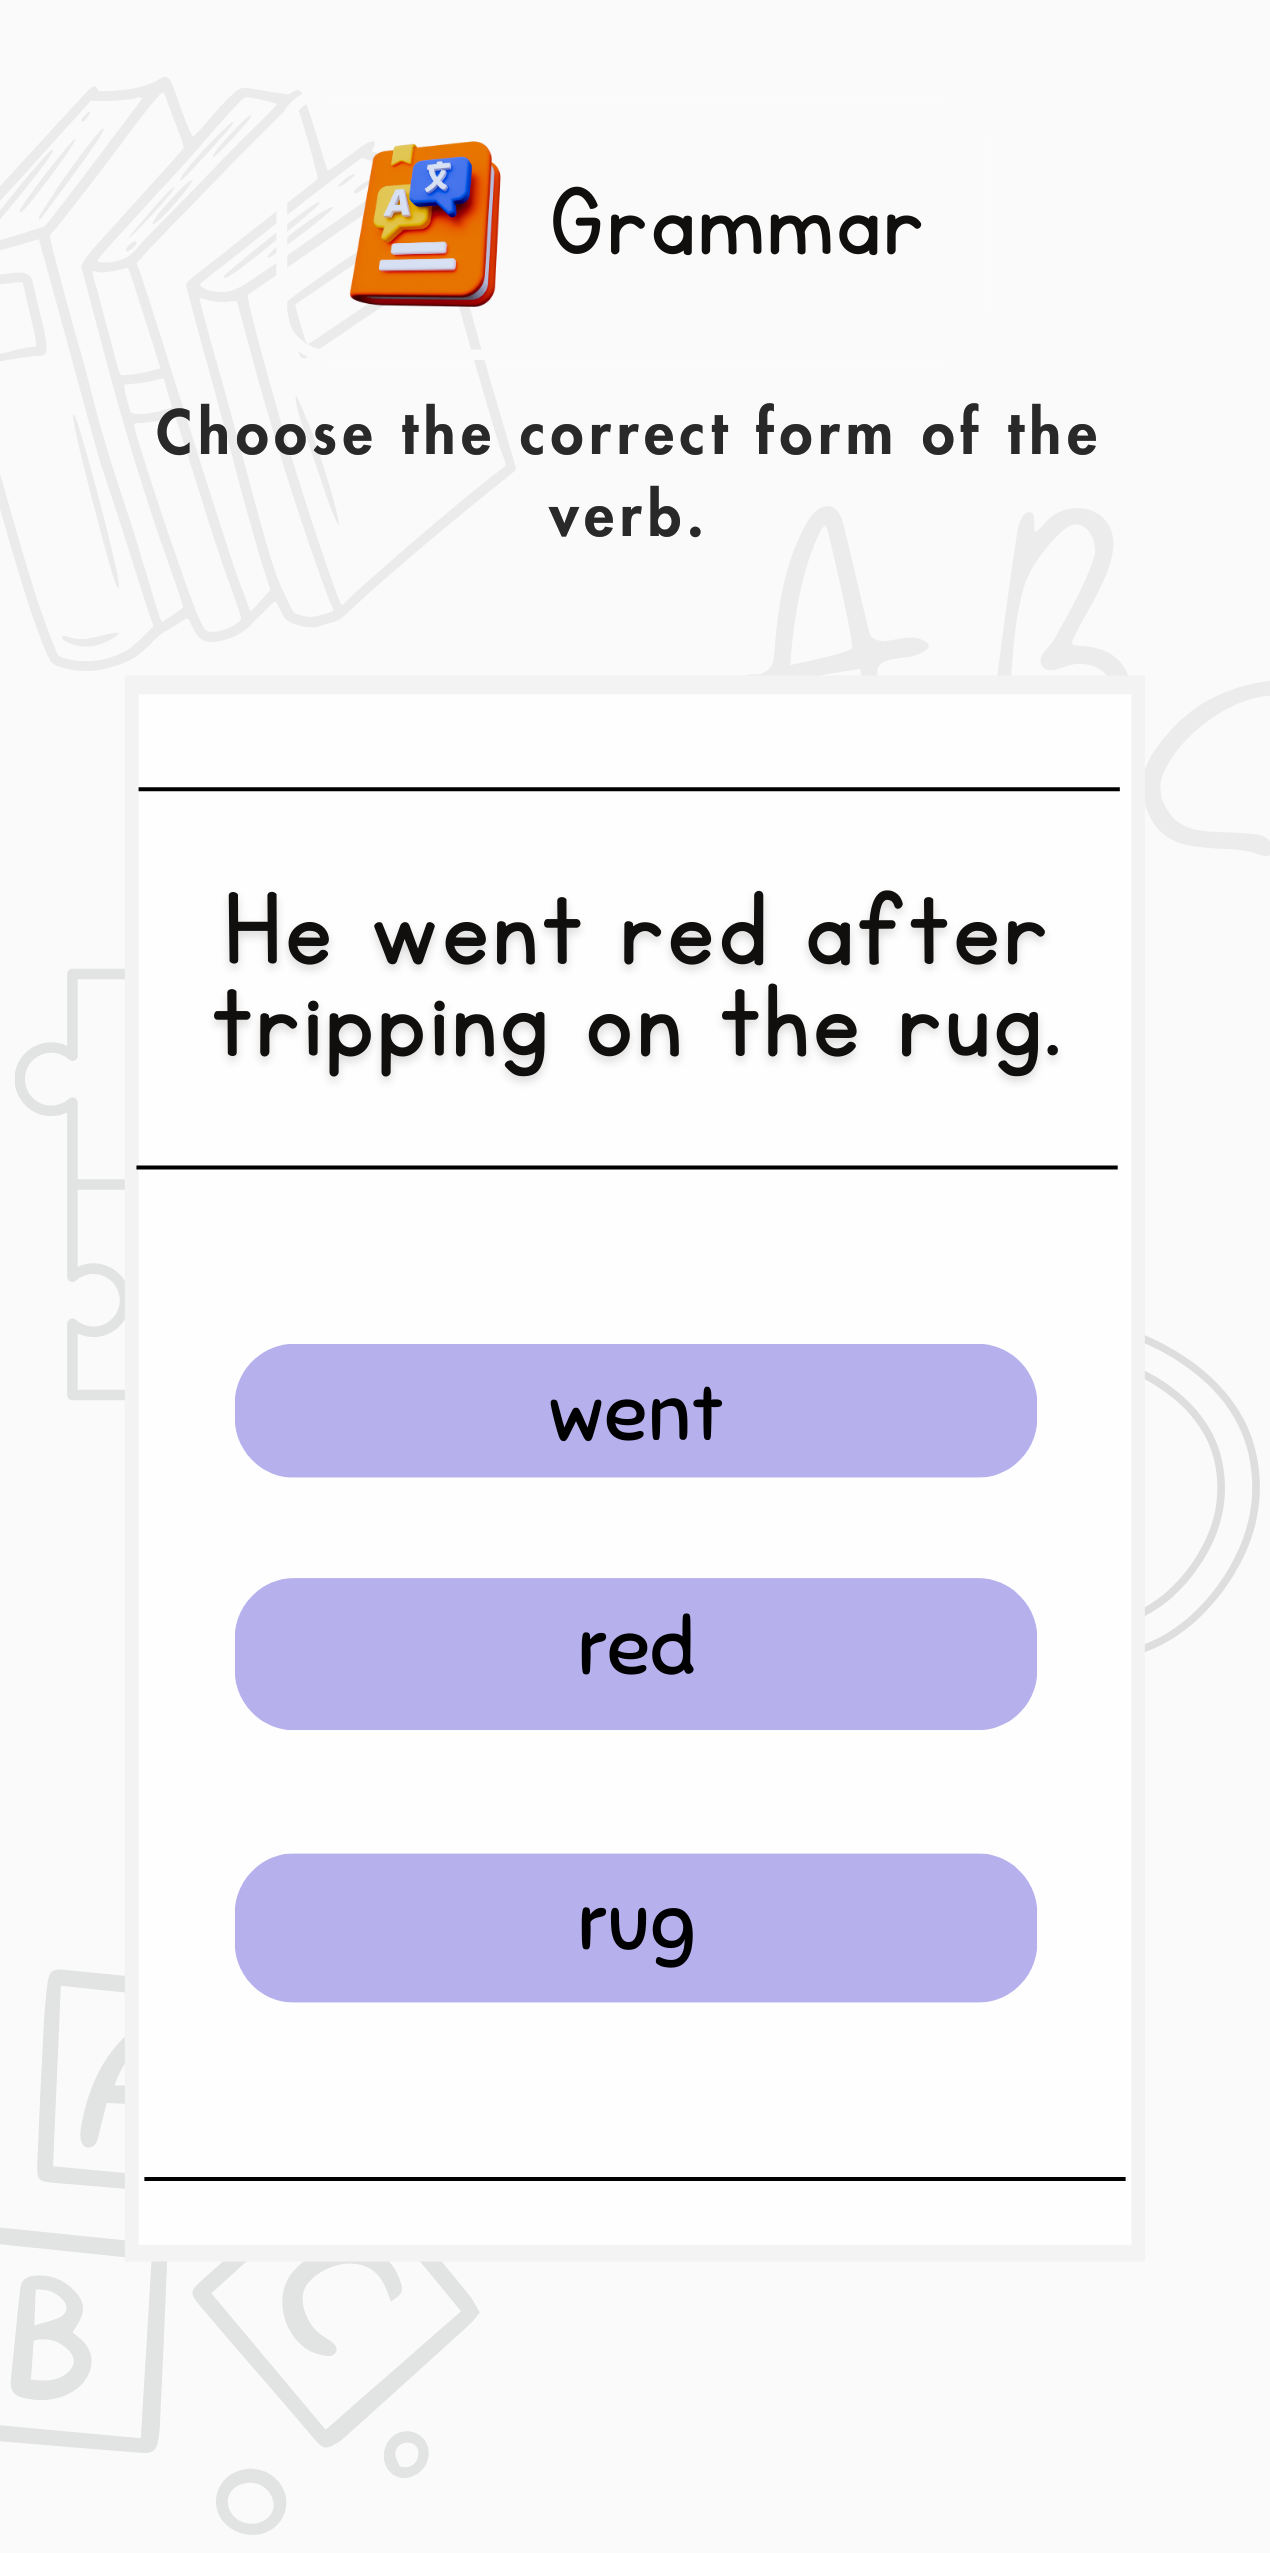 A 文
Grammar
Choose the correct form of the
verb.
A B
He went red after
tripping on the rug.
went
red
rug
A
B C